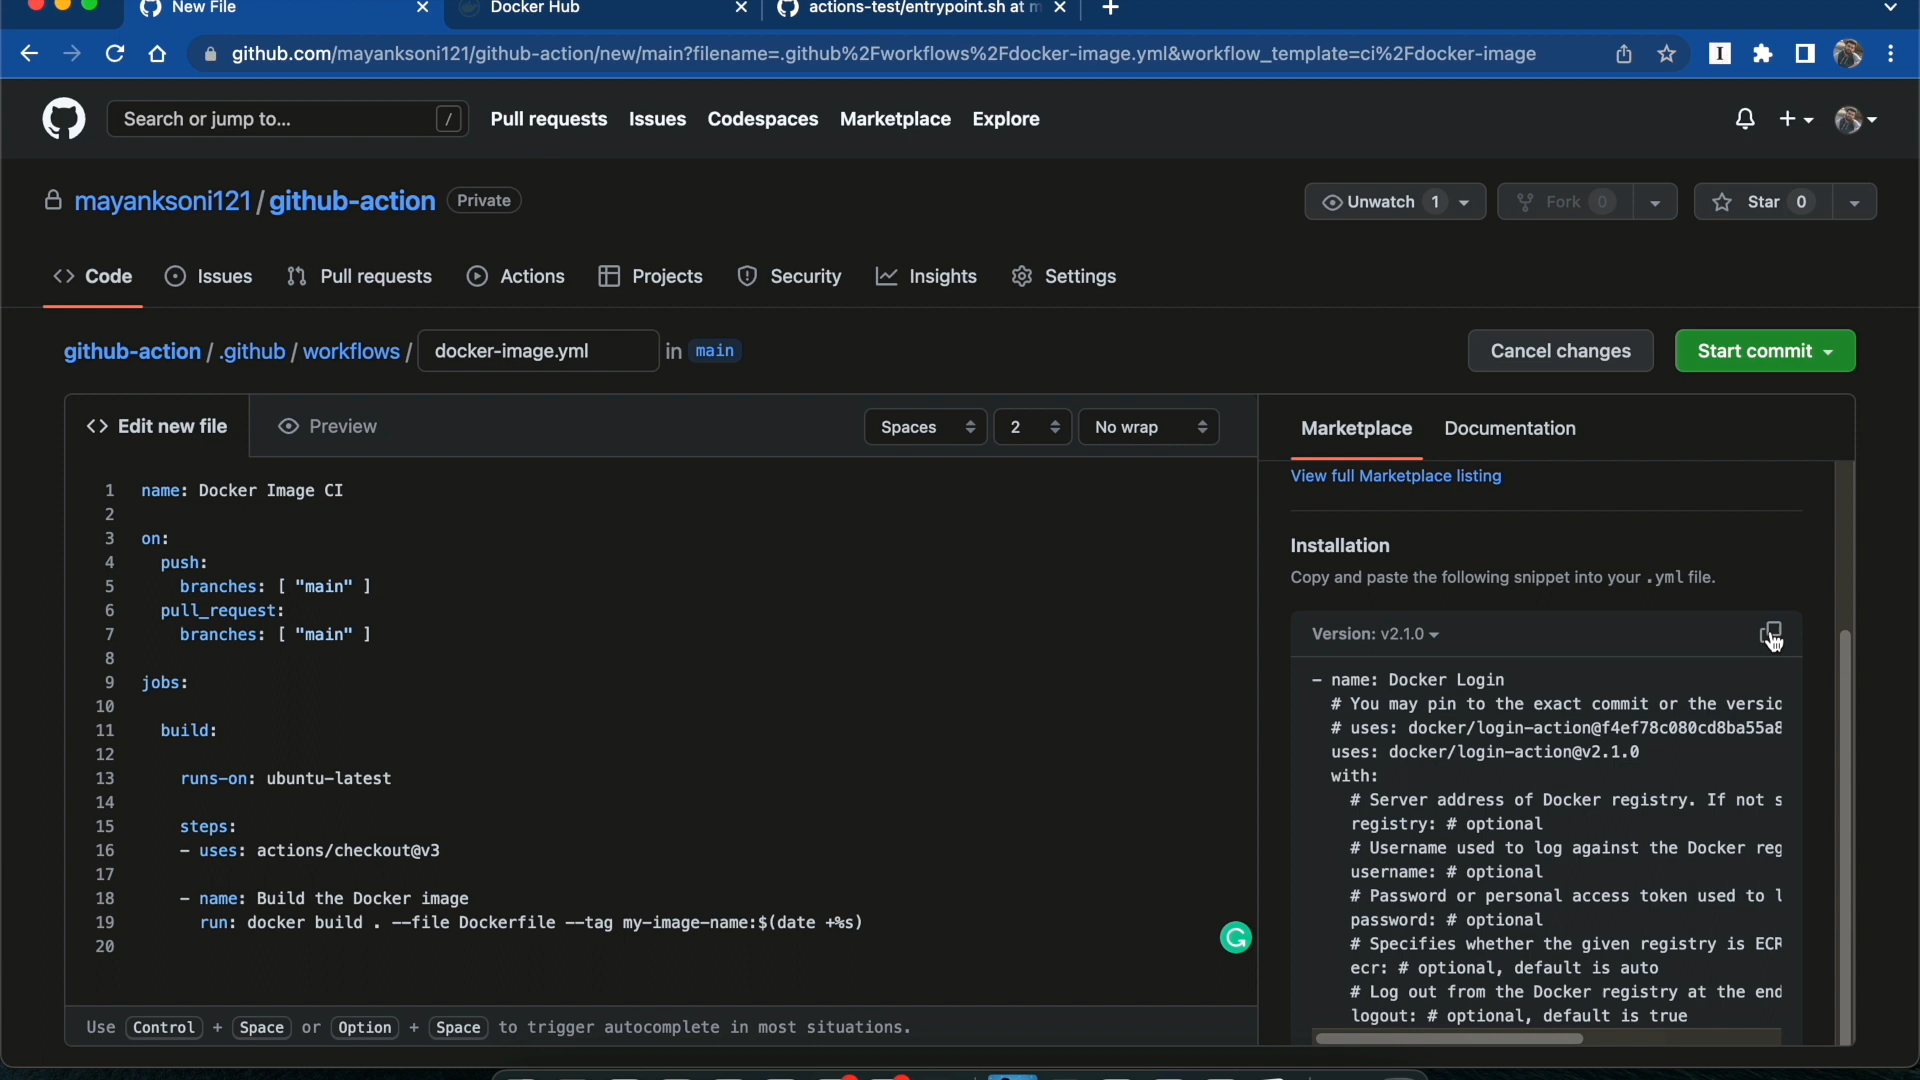 New File
Docker Hub
actions-test/entrypoint.sh at m
github.com/mayanksoni121/github-action/new/main?filename=.github%2Fworkflows%2Fdocker-image.yml&workflow_template=ci%2Fdocker-image
Search or jump to... /
Pull requests Issues Codespaces Marketplace Explore
mayanksoni121/github-action Private
Unwatch 1 Fork 0 Star 0
Code Issues Pull requests Actions Projects Security Insights Settings
github-action / .github / workflows / docker-image.yml in main
Cancel changes Start commit
<> Edit new file Preview
Spaces 2 No wrap
1 name: Docker Image CI
2
3 on:
4 push:
5 branches: [ "main" ]
6 pull_request:
7 branches: [ "main" ]
8
9 jobs:
10
11 build:
12
13 runs-on: ubuntu-latest
14
15 steps:
16 - uses: actions/checkout@v3
17
18 - name: Build the Docker image
19 run: docker build . --file Dockerfile --tag my-image-name:$(date +%s)
20
Use Control + Space or Option + Space to trigger autocomplete in most situations.
Marketplace Documentation
View full Marketplace listing
Installation
Copy and paste the following snippet into your .yml file.
Version: v2.1.0
- name: Docker Login
# You may pin to the exact commit or the versio
# uses: docker/login-action@f4ef78c080cd8ba55a8
uses: docker/login-action@v2.1.0
with:
# Server address of Docker registry. If not s
registry: # optional
# Username used to log against the Docker reg
username: # optional
# Password or personal access token used to l
password: # optional
# Specifies whether the given registry is ECR
ecr: # optional, default is auto
# Log out from the Docker registry at the end
logout: # optional, default is true